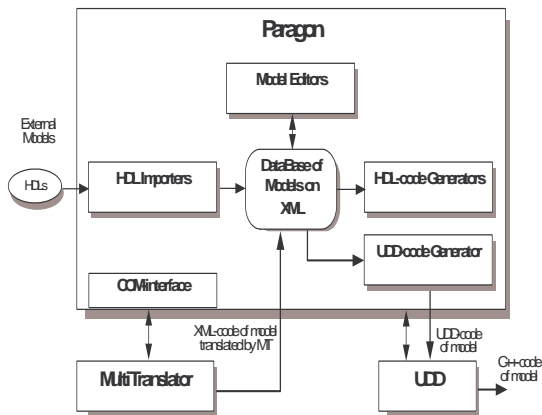 Paragon
Model Editors
External
Models
HDLs
HDL Importers
DataBase of
Models on
XML
HDL-code Generators
UDD-code Generator
COM-interface
XML-code of model
translated by MT
UDD-code
of model
C++-code
of model
MultiTranslator
UDD